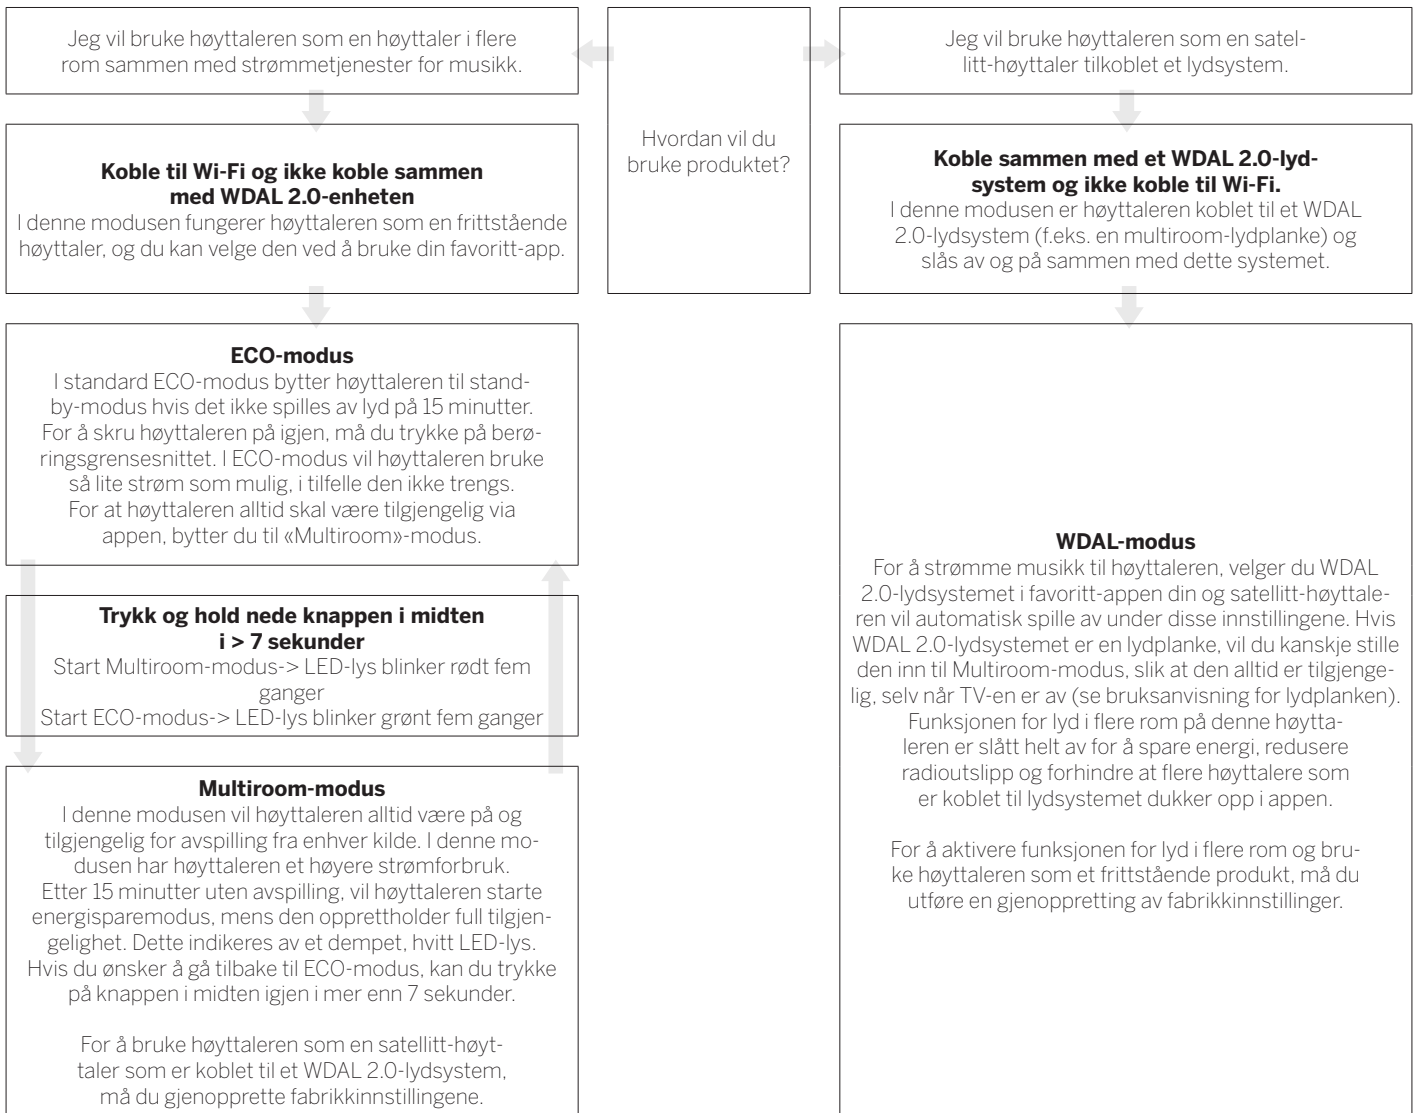 Hvordan vil du
bruke produktet?
Jeg vil bruke høyttaleren som en høyttaler i flere
rom sammen med strømmetjenester for musikk.
Koble til Wi-Fi og ikke koble sammen
med WDAL 2.0-enheten
I denne modusen fungerer høyttaleren som en frittstående
høyttaler, og du kan velge den ved å bruke din favoritt-app.
ECO-modus
I standard ECO-modus bytter høyttaleren til stand-
by-modus hvis det ikke spilles av lyd på 15 minutter.
For å skru høyttaleren på igjen, må du trykke på berø-
ringsgrensesnittet. I ECO-modus vil høyttaleren bruke
så lite strøm som mulig, i tilfelle den ikke trengs.
For at høyttaleren alltid skal være tilgjengelig via
appen, bytter du til «Multiroom»-modus.
Trykk og hold nede knappen i midten
i > 7 sekunder
Start Multiroom-modus-> LED-lys blinker rødt fem
ganger
Start ECO-modus-> LED-lys blinker grønt fem ganger
Multiroom-modus
I denne modusen vil høyttaleren alltid være på og
tilgjengelig for avspilling fra enhver kilde. I denne mo-
dusen har høyttaleren et høyere strømforbruk.
Etter 15 minutter uten avspilling, vil høyttaleren starte
energisparemodus, mens den opprettholder full tilgjen-
gelighet. Dette indikeres av et dempet, hvitt LED-lys.
Hvis du ønsker å gå tilbake til ECO-modus, kan du trykke
på knappen i midten igjen i mer enn 7 sekunder.
For å bruke høyttaleren som en satellitt-høyt-
taler som er koblet til et WDAL 2.0-lydsystem,
må du gjenopprette fabrikkinnstillingene.
Jeg vil bruke høyttaleren som en satel-
litt-høyttaler tilkoblet et lydsystem.
Koble sammen med et WDAL 2.0-lyd-
system og ikke koble til Wi-Fi.
I denne modusen er høyttaleren koblet til et WDAL
2.0-lydsystem (f.eks. en multiroom-lydplanke) og
slås av og på sammen med dette systemet.
WDAL-modus
For å strømme musikk til høyttaleren, velger du WDAL
2.0-lydsystemet i favoritt-appen din og satellitt-høyttale-
ren vil automatisk spille av under disse innstillingene. Hvis
WDAL 2.0-lydsystemet er en lydplanke, vil du kanskje stille
den inn til Multiroom-modus, slik at den alltid er tilgjenge-
lig, selv når TV-en er av (se bruksanvisning for lydplanken).
Funksjonen for lyd i flere rom på denne høytta-
leren er slått helt av for å spare energi, redusere
radioutslipp og forhindre at flere høyttalere som
er koblet til lydsystemet dukker opp i appen.
For å aktivere funksjonen for lyd i flere rom og bru-
ke høyttaleren som et frittstående produkt, må du
utføre en gjenoppretting av fabrikkinnstillinger.